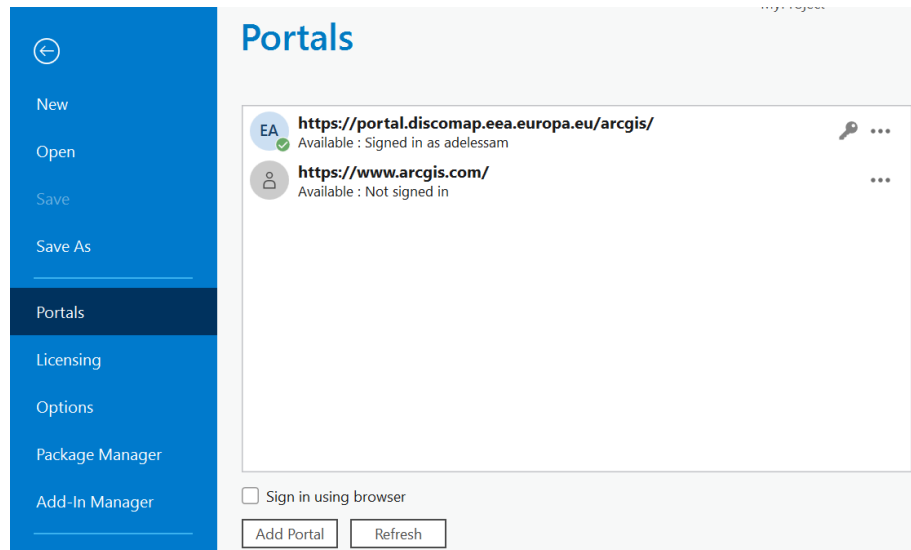 Portals
New
Open
Save
Save As
Portals
Licensing
Options
Package Manager
Add-In Manager
EA
https://portal.discomap.eea.europa.eu/arcgis/
Available : Signed in as adelessam
https://www.arcgis.com/
Available : Not signed in
Sign in using browser
Add Portal
Refresh